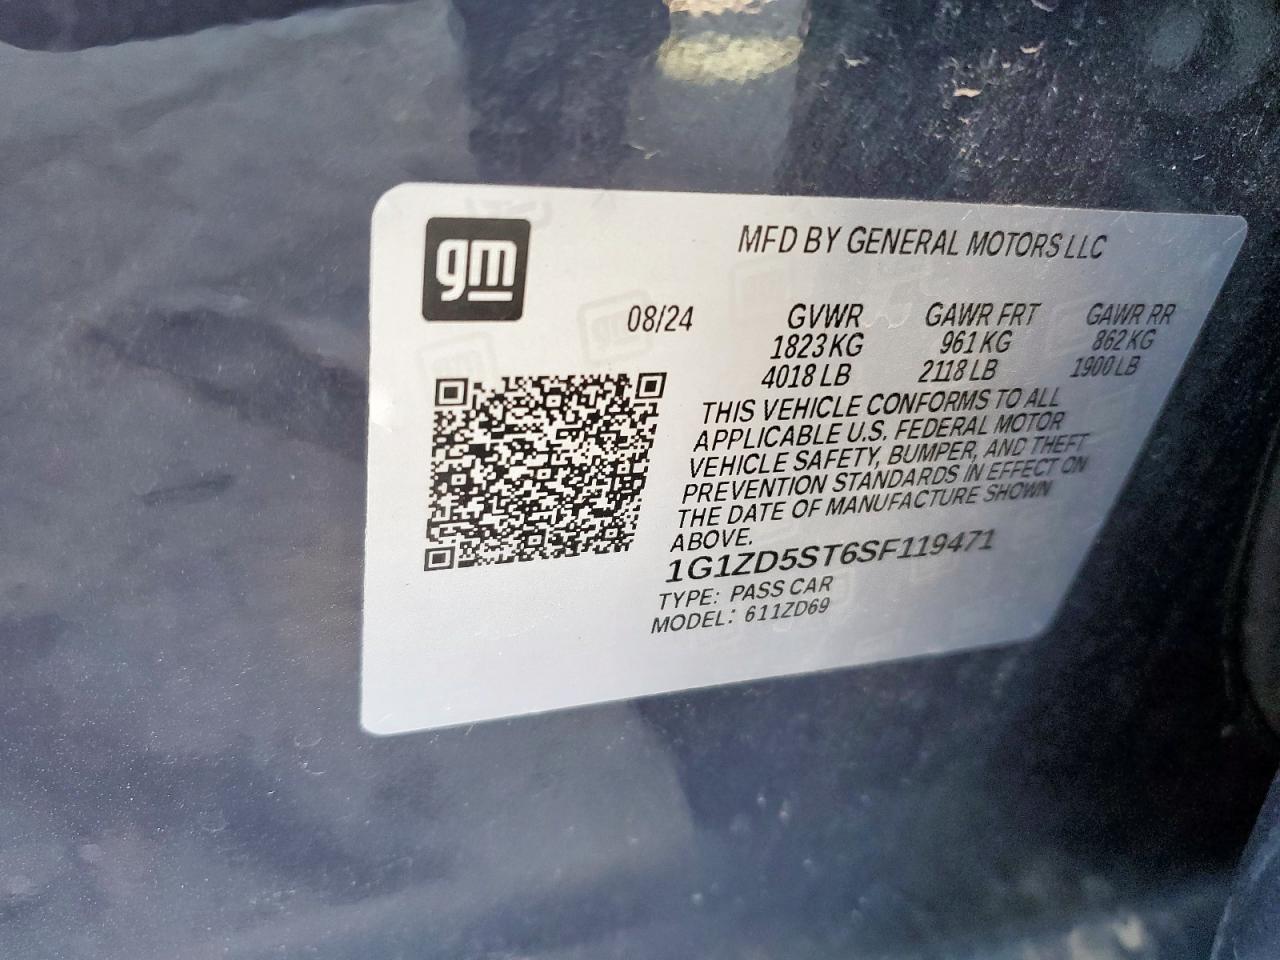 gm
MFD BY GENERAL MOTORS LLC
08/24 GVWR GAWR FRT GAWR RR
1823 KG 961 KG 862 KG
4018 LB 2118 LB 1900 LB
THIS VEHICLE CONFORMS TO ALL
APPLICABLE U.S. FEDERAL MOTOR
VEHICLE SAFETY, BUMPER, AND THEFT
PREVENTION STANDARDS IN EFFECT ON
THE DATE OF MANUFACTURE SHOWN
ABOVE.
1G1ZD5ST6SF119471
TYPE: PASS CAR
MODEL: 611ZD69